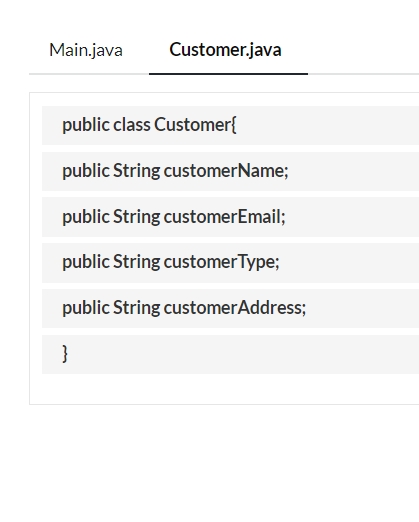 Main.java Customer.java
public class Customer{
public String customerName;
public String customerEmail;
public String customerType;
public String customerAddress;
}